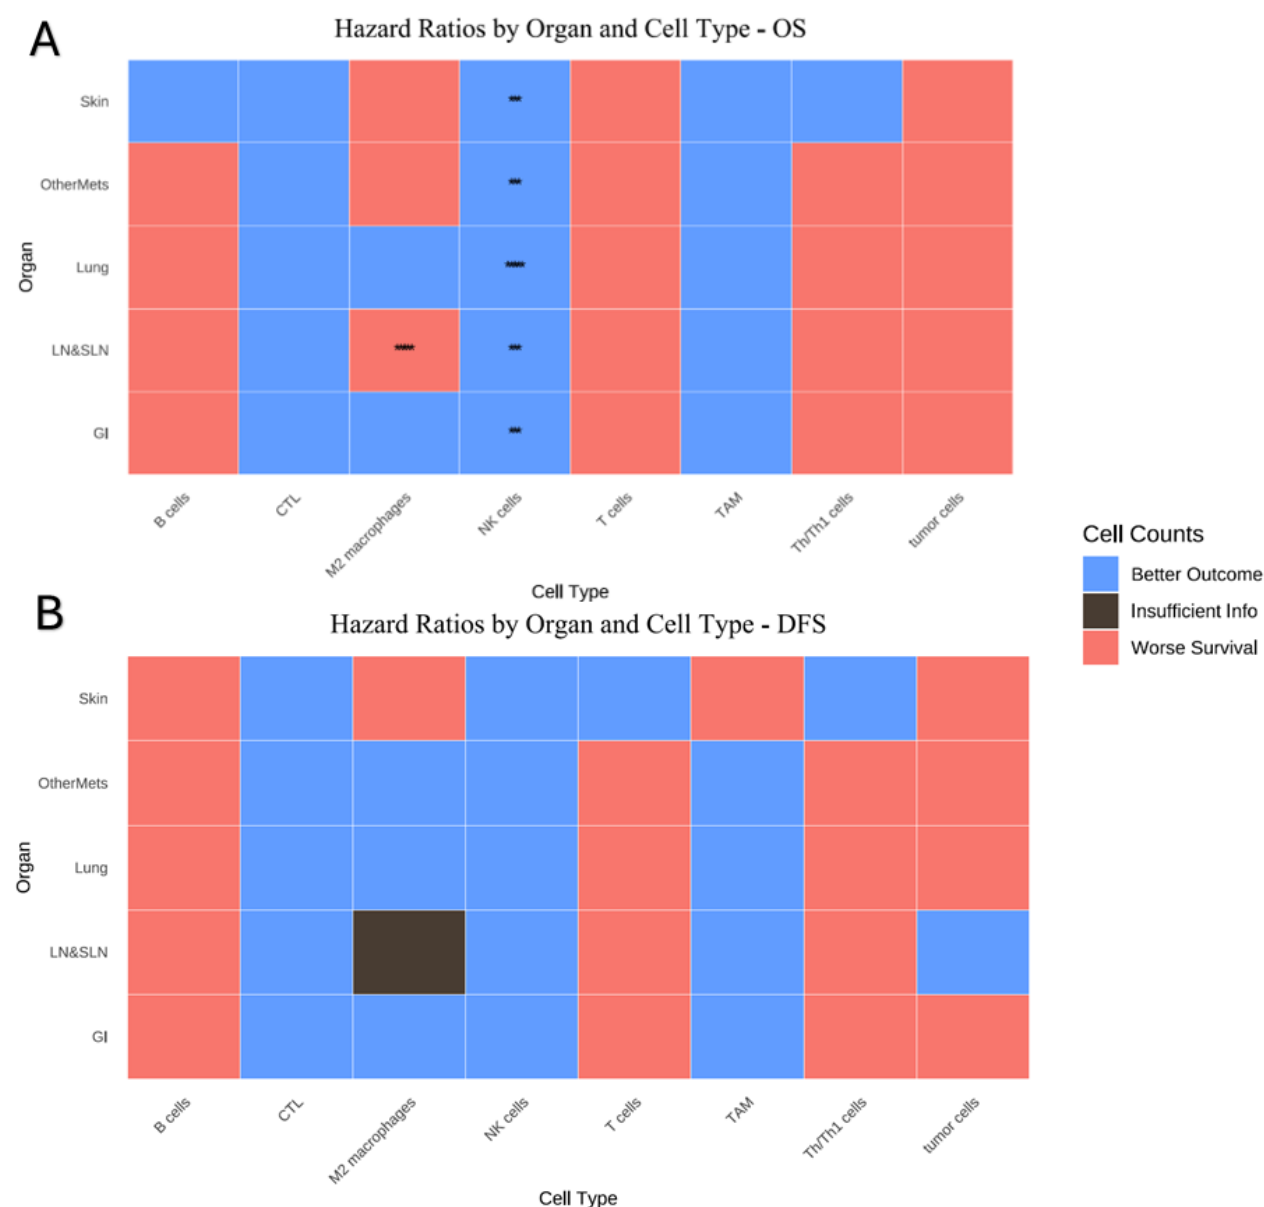 A
Hazard Ratios by Organ and Cell Type - OS
Skin
OtherMets
Lung
LN&SLN
GI
Organ
B cells
CTL
M2 macrophages
NK cells
T cells
TAM
Th/Th1 cells
tumor cells
Cell Type
Cell Counts
Better Outcome
Insufficient Info
Worse Survival
B
Hazard Ratios by Organ and Cell Type - DFS
Skin
OtherMets
Lung
LN&SLN
GI
Organ
B cells
CTL
M2 macrophages
NK cells
T cells
TAM
Th/Th1 cells
tumor cells
Cell Type